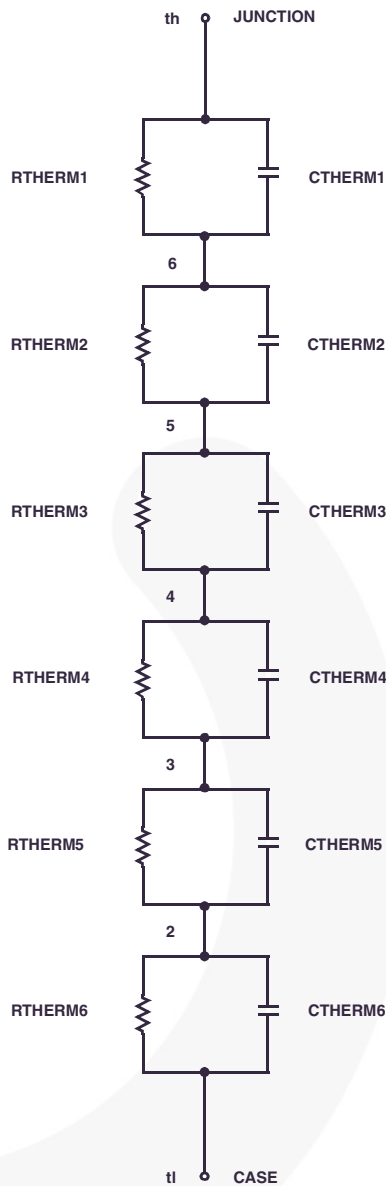 th JUNCTION
RTHERM1 CTHERM1
6
RTHERM2 CTHERM2
5
RTHERM3 CTHERM3
4
RTHERM4 CTHERM4
3
RTHERM5 CTHERM5
2
RTHERM6 CTHERM6
tl CASE